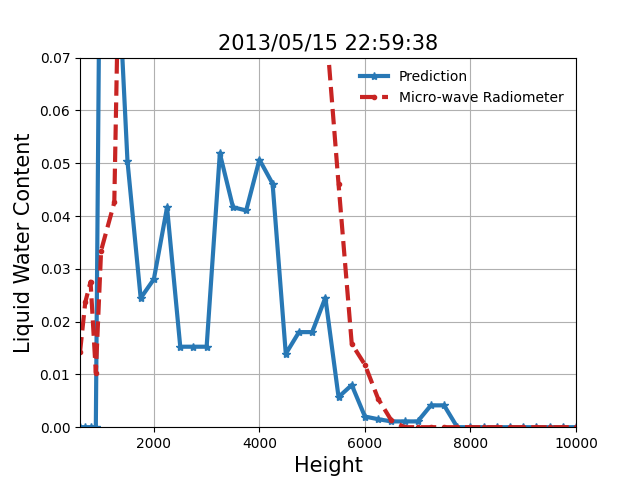 2013/05/15 22:59:38
Liquid Water Content
0.07
0.06
0.05
0.04
0.03
0.02
0.01
0.00
Prediction
Micro-wave Radiometer
2000 4000 6000 8000 10000
Height